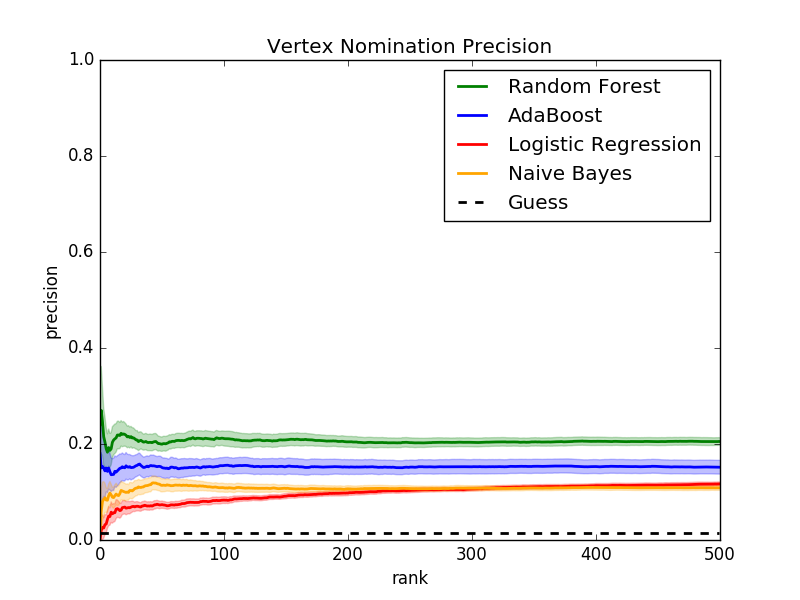 Vertex Nomination Precision
1.0
0.8
0.6
0.4
0.2
0.0
precision
Random Forest
AdaBoost
Logistic Regression
Naive Bayes
Guess
0 100 200 300 400 500
rank